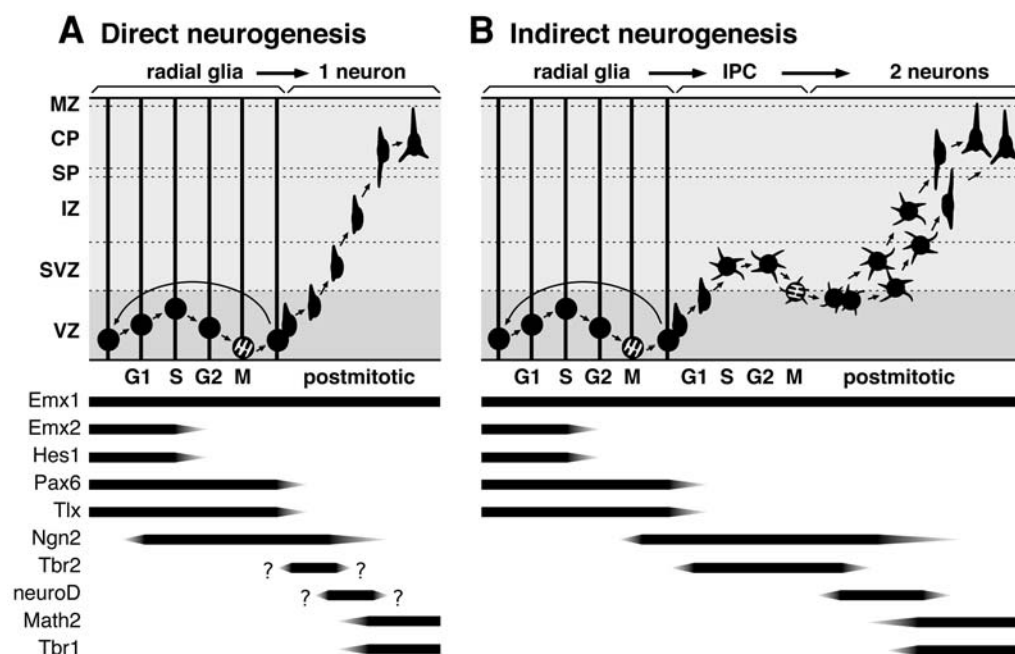 A Direct neurogenesis
radial glia 1 neuron
MZ
CP
SP
IZ
SVZ
VZ
G1 S G2 M postmitotic
B Indirect neurogenesis
radial glia IPC 2 neurons
G1 S G2 M G1 S G2 M postmitotic
Emx1
Emx2
Hes1
Pax6
Tlx
Ngn2
Tbr2 ? ?
neuroD ? ?
Math2
Tbr1